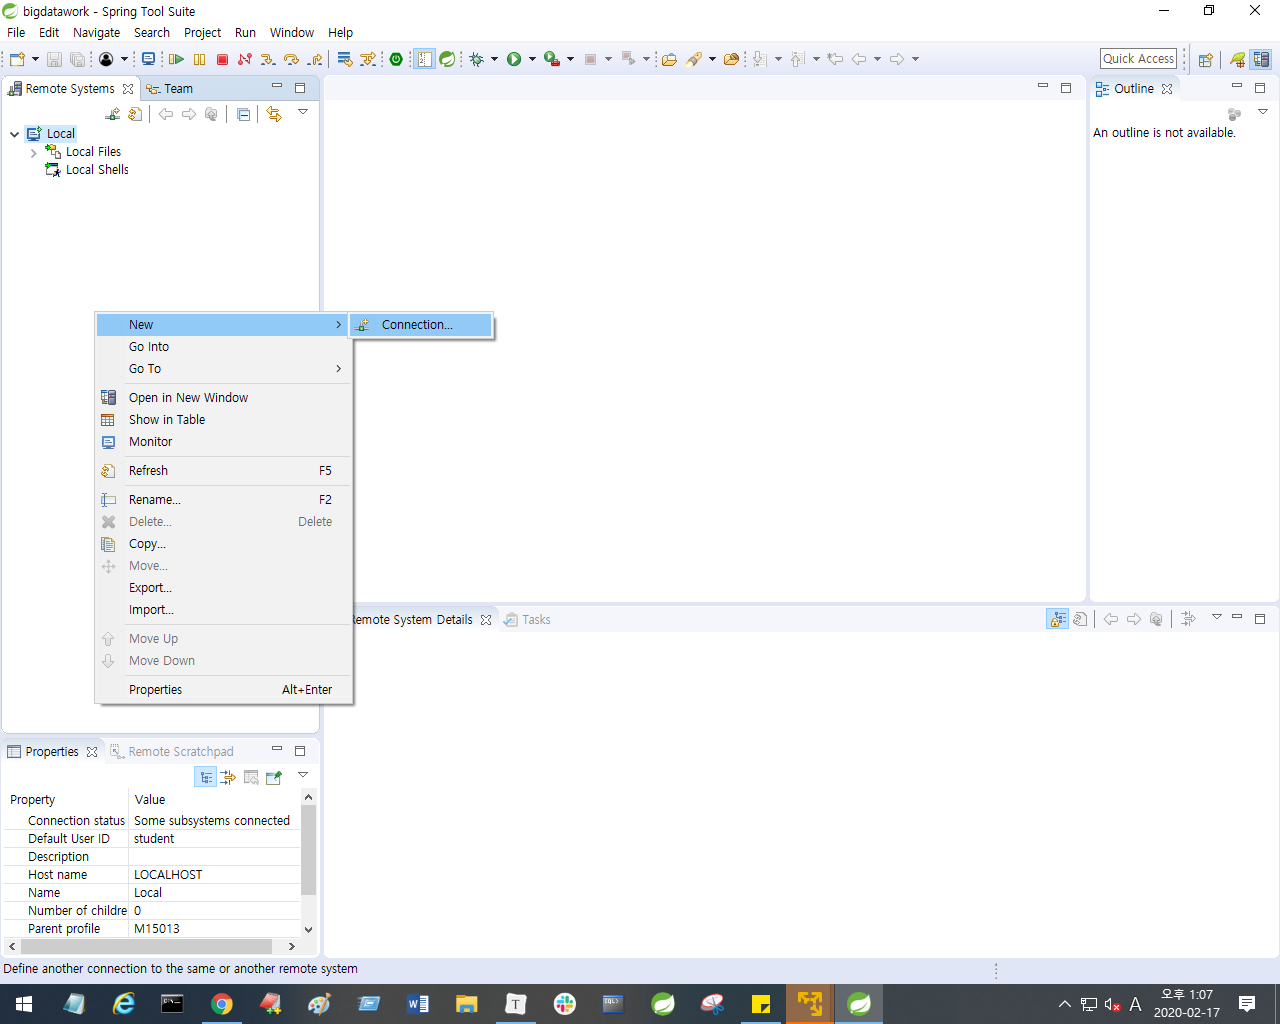 bigdatawork - Spring Tool Suite
File Edit Navigate Search Project Run Window Help
Quick Access
Remote Systems Team
Outline
An outline is not available.
Local
Local Files
Local Shells
New
Connection...
Go Into
Go To
Open in New Window
Show in Table
Monitor
Refresh F5
Rename... F2
Delete... Delete
Copy...
Move...
Export...
Import...
Move Up
Move Down
Properties Alt+Enter
Remote System Details Tasks
Properties Remote Scratchpad
Property Value
Connection status Some subsystems connected
Default User ID student
Description
Host name LOCALHOST
Name Local
Number of childre 0
Parent profile M15013
Define another connection to the same or another remote system
A
오후 1:07
2020-02-17